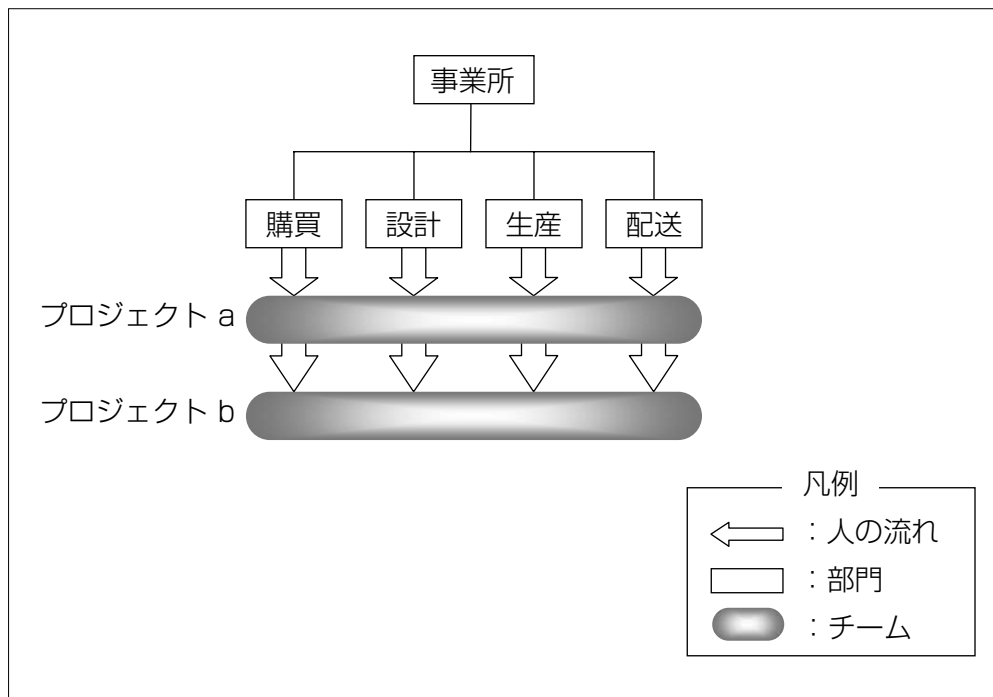 事業所
購買 設計 生産 配送
プロジェクト a
プロジェクト b
凡例
：人の流れ
：部門
：チーム